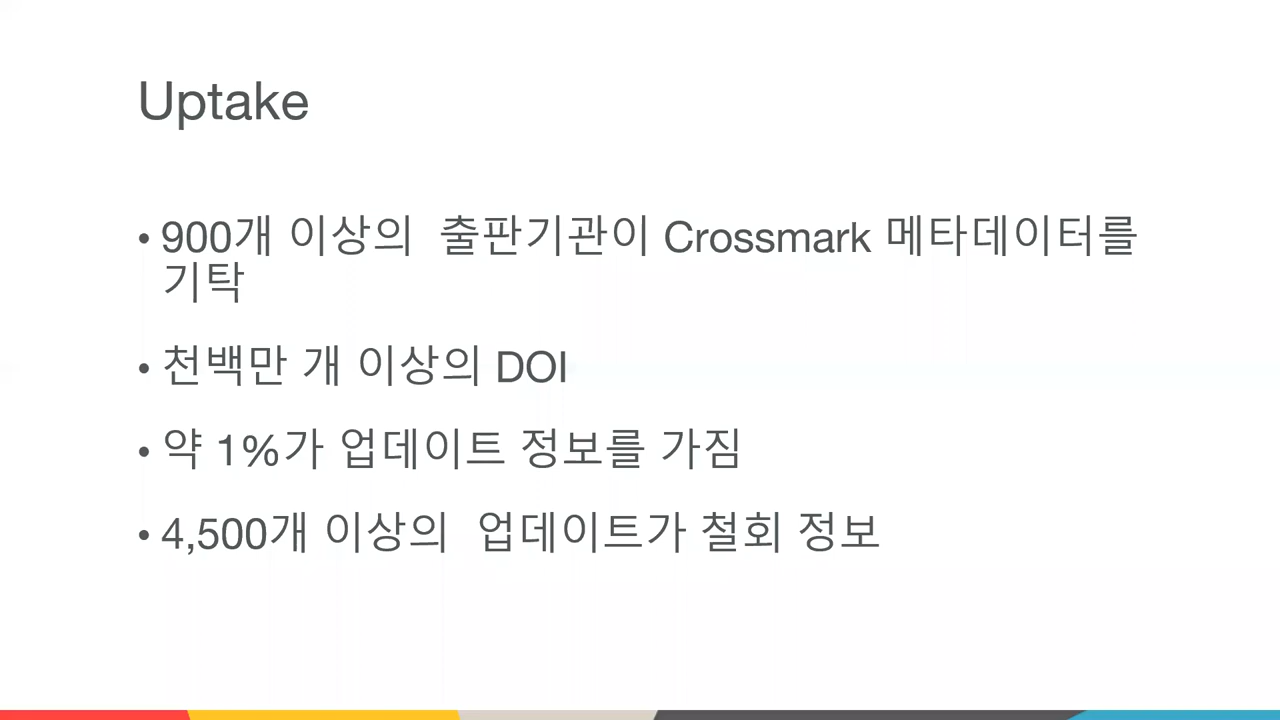 Uptake
• 900개 이상의  출판기관이 Crossmark 메타데이터를
기탁
• 천백만 개 이상의 DOI
• 약 1%가 업데이트 정보를 가짐
• 4,500개 이상의  업데이트가 철회 정보